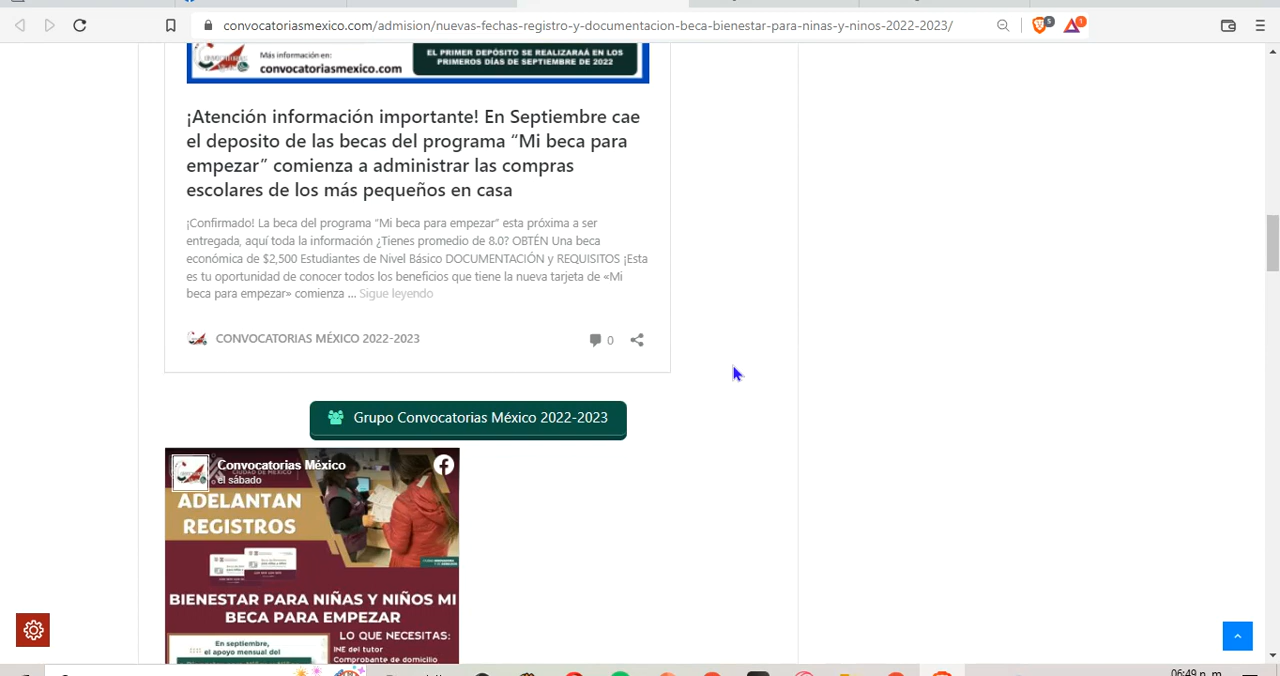 convocatoriasmexico.com/admision/nuevas-fechas-registro-y-documentacion-beca-bienestar-para-ninas-y-ninos-2022-2023/
5
1
Más información en:
convocatoriasmexico.com
EL PRIMER DEPÓSITO SE REALIZARAÁ EN LOS
PRIMEROS DÍAS DE SEPTIEMBRE DE 2022
¡Atención información importante! En Septiembre cae
el deposito de las becas del programa “Mi beca para
empezar” comienza a administrar las compras
escolares de los más pequeños en casa
¡Confirmado! La beca del programa “Mi beca para empezar” esta próxima a ser
entregada, aquí toda la información ¿Tienes promedio de 8.0? OBTÉN Una beca
económica de $2,500 Estudiantes de Nivel Básico DOCUMENTACIÓN y REQUISITOS ¡Esta
es tu oportunidad de conocer todos los beneficios que tiene la nueva tarjeta de «Mi
beca para empezar» comienza ... Sigue leyendo
CONVOCATORIAS MÉXICO 2022-2023
0
Grupo Convocatorias México 2022-2023
Convocatorias México
el sábado
ADELANTAN
REGISTROS
BIENESTAR PARA NIÑAS Y NIÑOS MI
BECA PARA EMPEZAR
LO QUE NECESITAS:
En septiembre,
el apoyo mensual del
INE del tutor
Comprobante de domicilio
06:49 p. m.